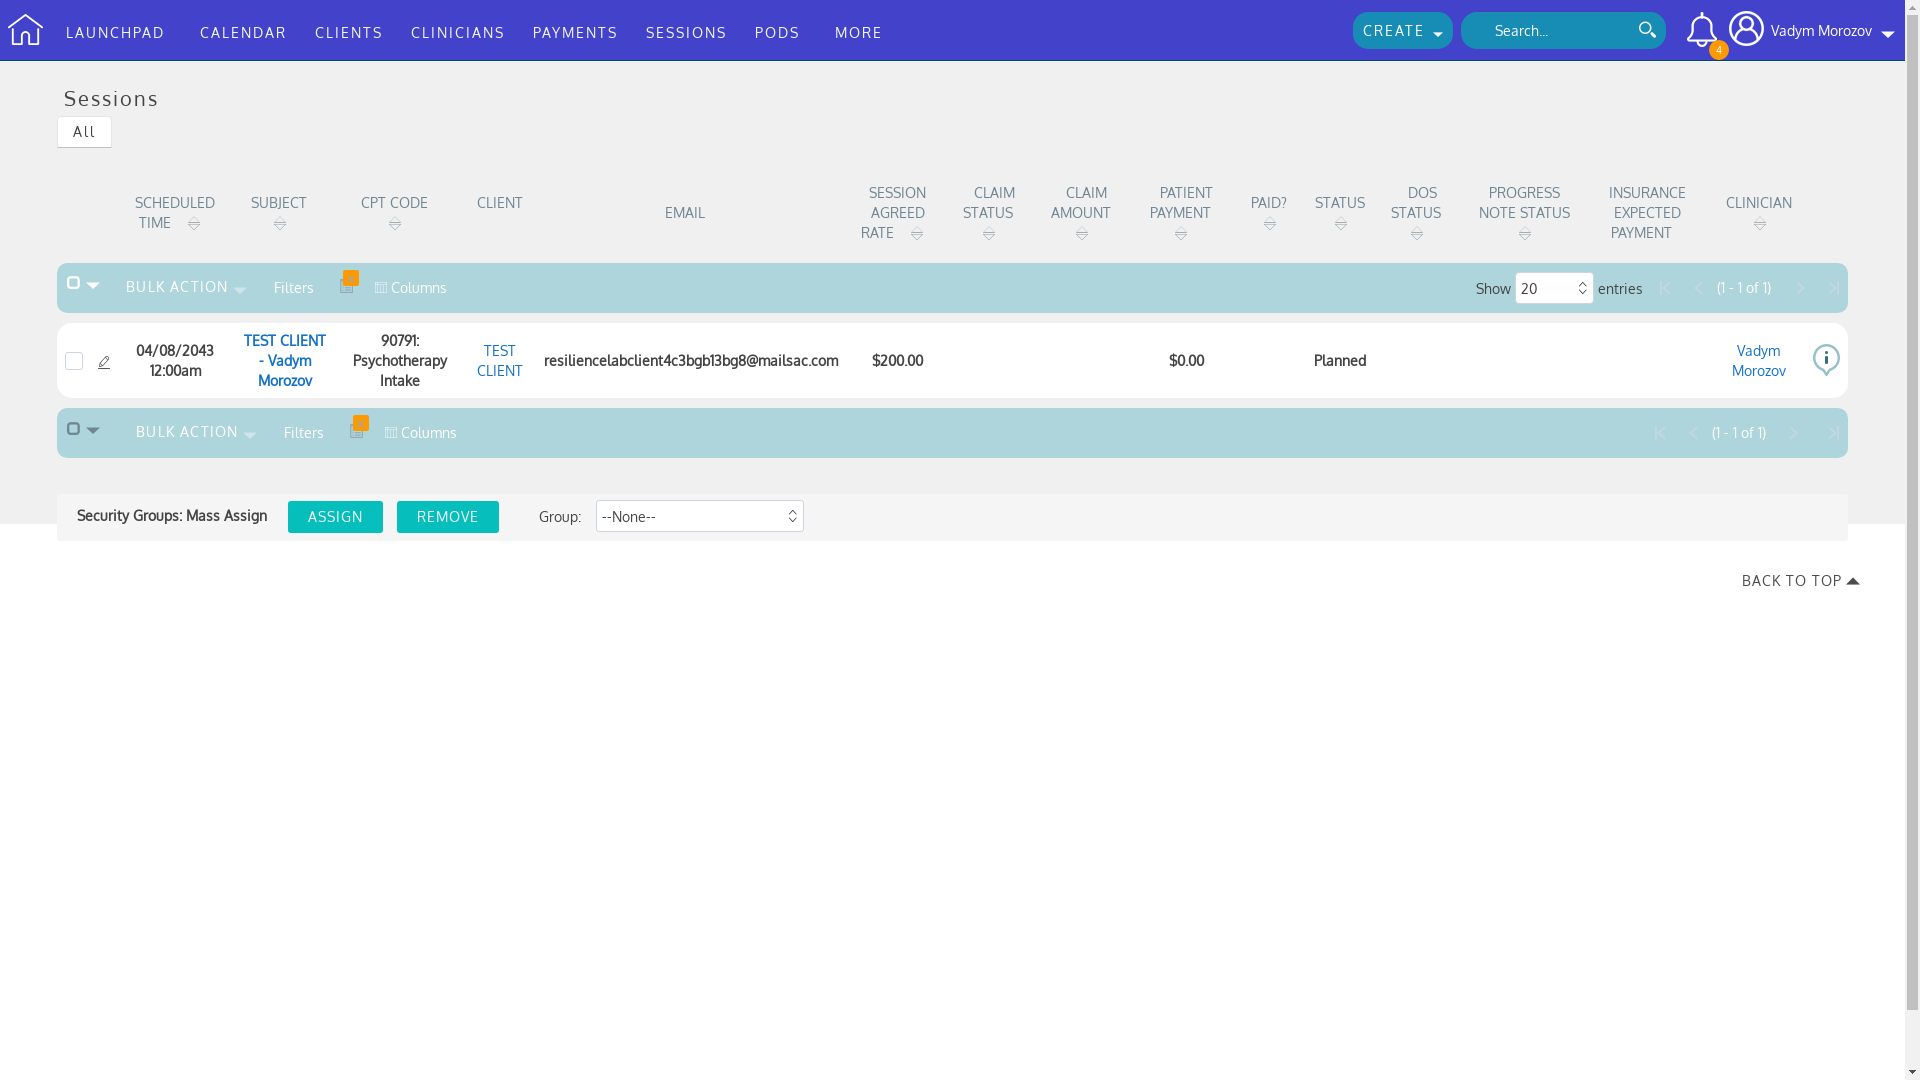 LAUNCHPAD CALENDAR CLIENTS CLINICIANS PAYMENTS SESSIONS PODS MORE CREATE Search... 4 Vadym Morozov
Sessions
All
SCHEDULED TIME SUBJECT CPT CODE CLIENT EMAIL SESSION AGREED RATE CLAIM STATUS CLAIM AMOUNT PATIENT PAYMENT PAID? STATUS DOS STATUS PROGRESS NOTE STATUS INSURANCE EXPECTED PAYMENT CLINICIAN
BULK ACTION Filters Columns Show 20 entries (1 - 1 of 1)
04/08/2043 12:00am TEST CLIENT - Vadym Morozov 90791: Psychotherapy Intake TEST CLIENT resiliencelabclient4c3bgb13bg8@mailsac.com $200.00 $0.00 Planned Vadym Morozov
BULK ACTION Filters Columns (1 - 1 of 1)
Security Groups: Mass Assign ASSIGN REMOVE Group: --None--
BACK TO TOP